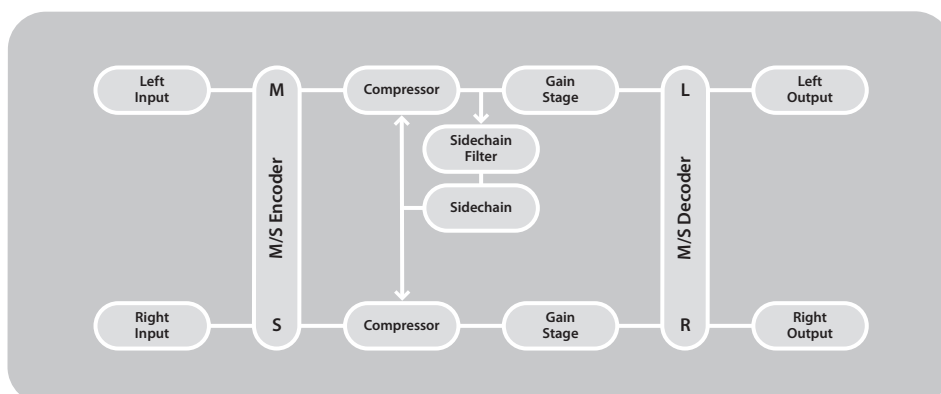 Left
Input
M
Compressor
Gain
Stage
L
Left
Output
Sidechain
Filter
Sidechain
M/S Encoder
M/S Decoder
Right
Input
S
Compressor
Gain
Stage
R
Right
Output